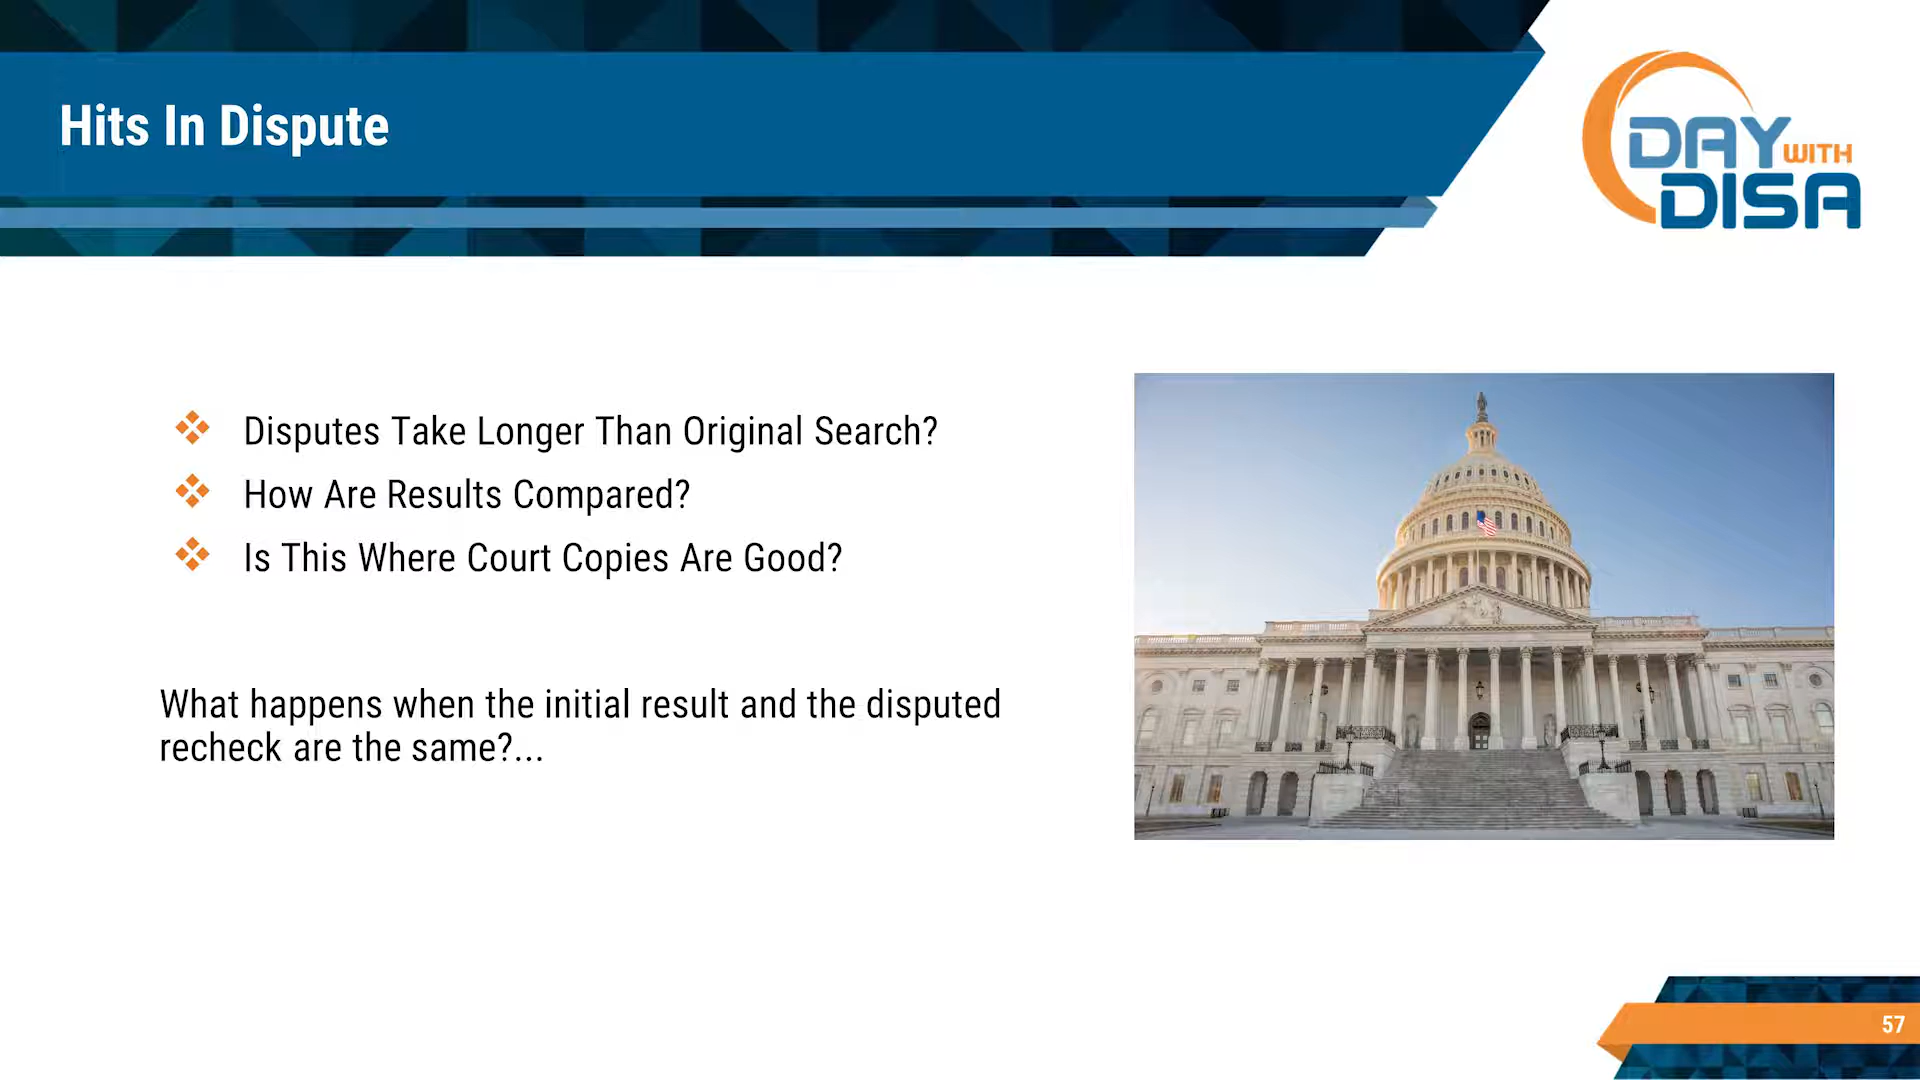 Hits In Dispute
DAY WITH
DISA
Disputes Take Longer Than Original Search?
How Are Results Compared?
Is This Where Court Copies Are Good?
What happens when the initial result and the disputed
recheck are the same?...
57